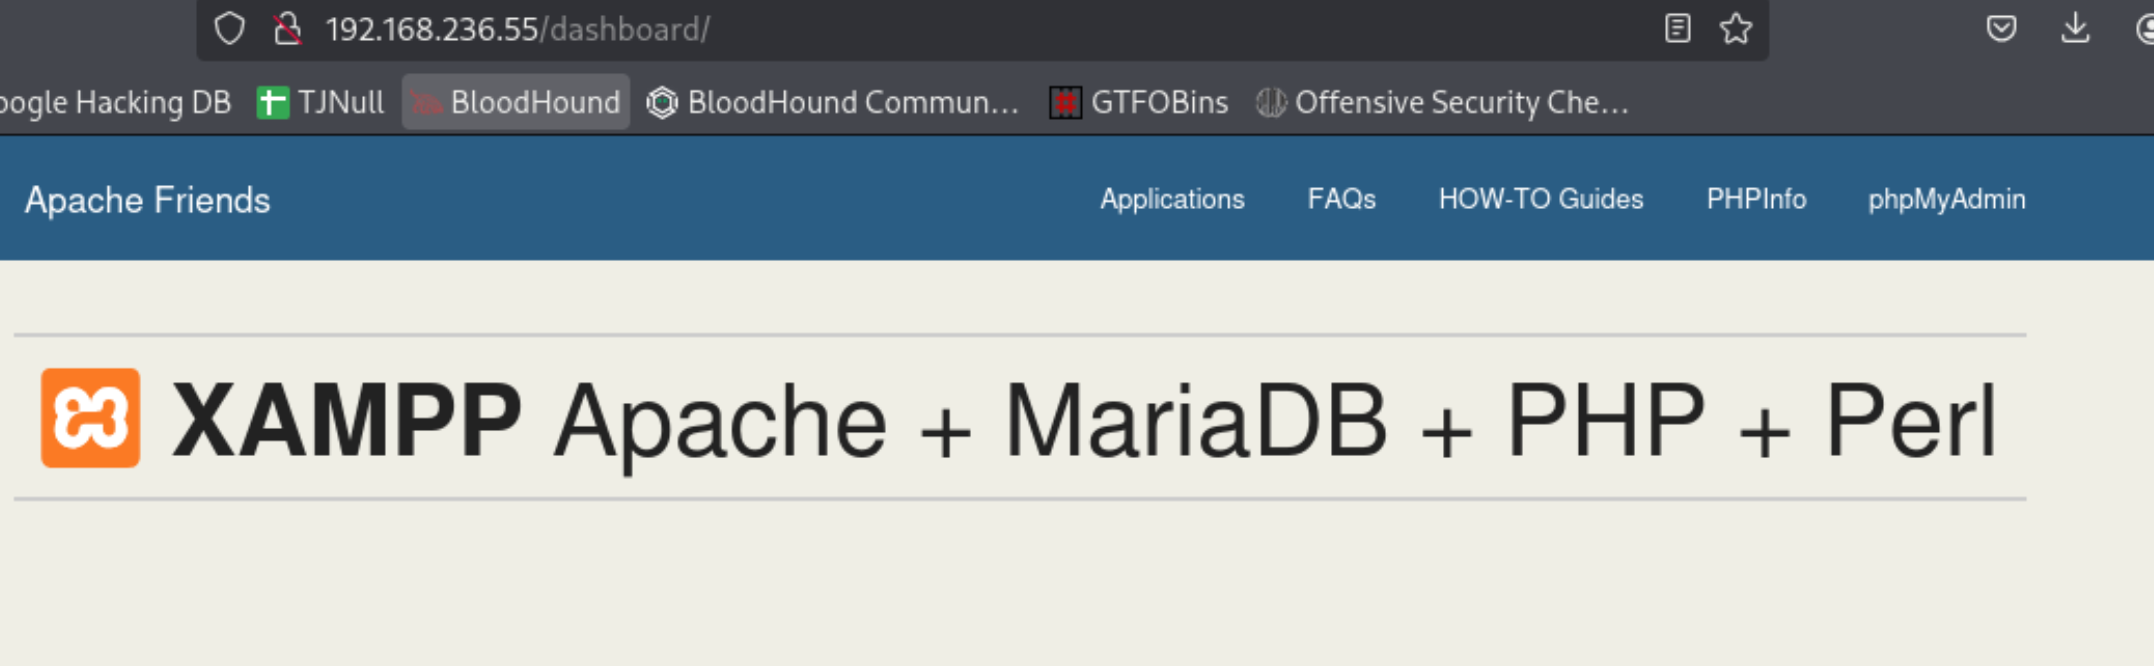 192.168.236.55/dashboard/
oogle Hacking DB TJNull BloodHound BloodHound Commun... GTFOBins Offensive Security Che...
Apache Friends Applications FAQs HOW-TO Guides PHPInfo phpMyAdmin
XAMPP Apache + MariaDB + PHP + Perl